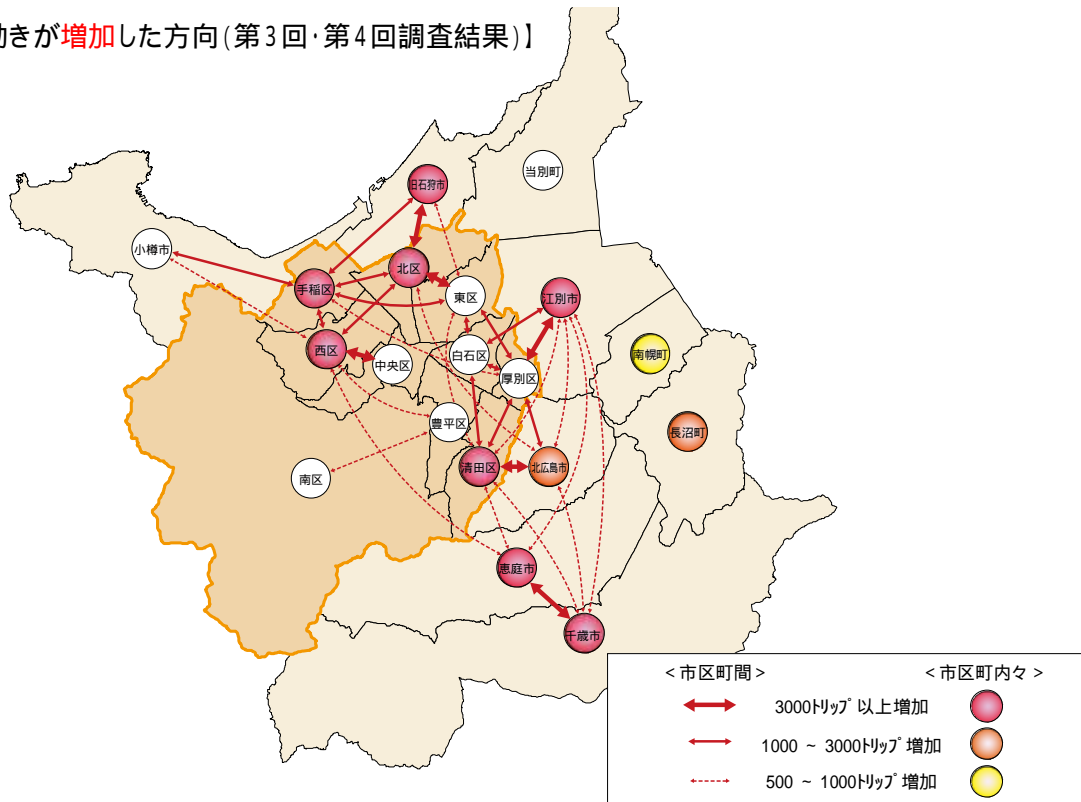 動きが増加した方向(第3回･第4回調査結果)】
当別町
旧石狩市
小樽市
北区
手稲区
東区
江別市
西区
中央区
白石区
南幌町
厚別区
豊平区
長沼町
南区
清田区
北広島市
恵庭市
千歳市
<市区町間> <市区町内々>
3000ﾄﾘｯﾌﾟ以上増加
1000 ~ 3000ﾄﾘｯﾌﾟ増加
500 ~ 1000ﾄﾘｯﾌﾟ増加